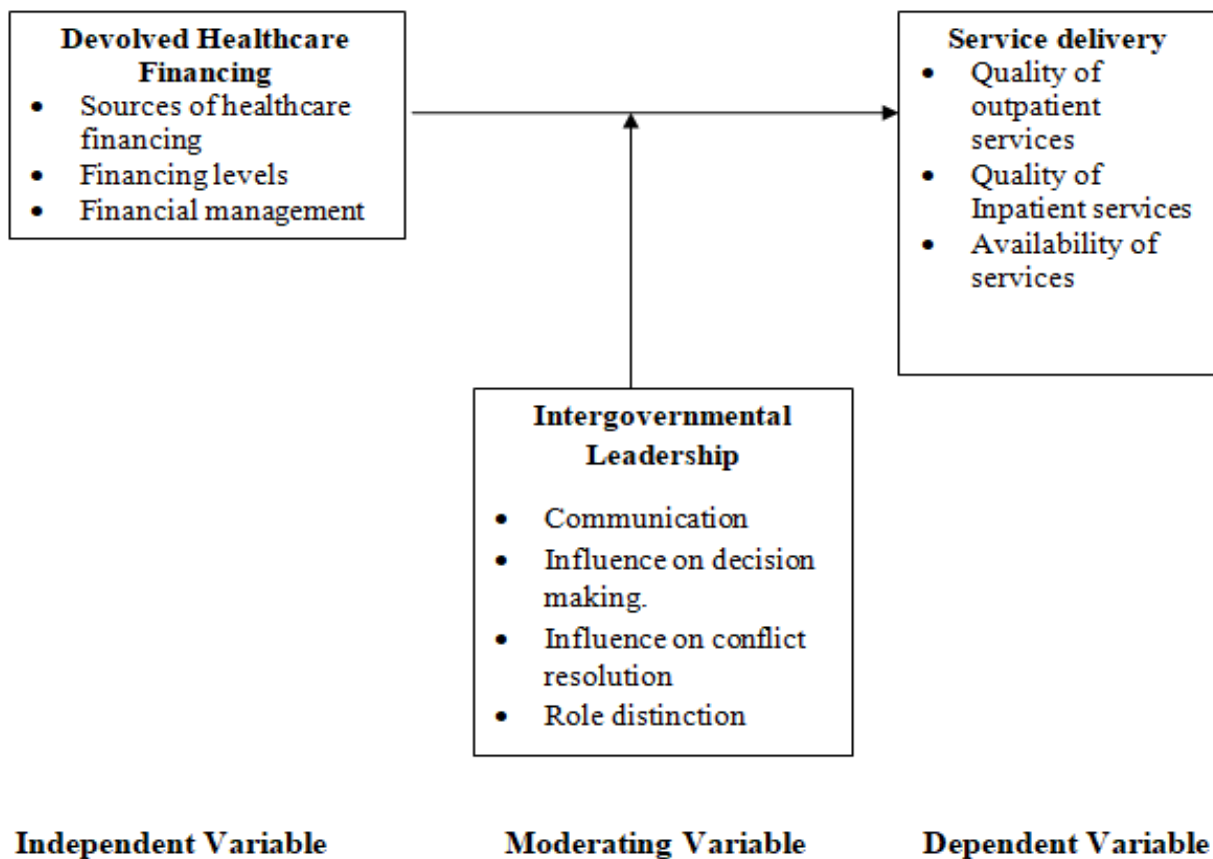 Devolved Healthcare
Financing
• Sources of healthcare
financing
• Financing levels
• Financial management
Service delivery
• Quality of
outpatient
services
• Quality of
Inpatient services
• Availability of
services
Intergovernmental
Leadership
• Communication
• Influence on decision
making.
• Influence on conflict
resolution
• Role distinction
Independent Variable
Moderating Variable
Dependent Variable